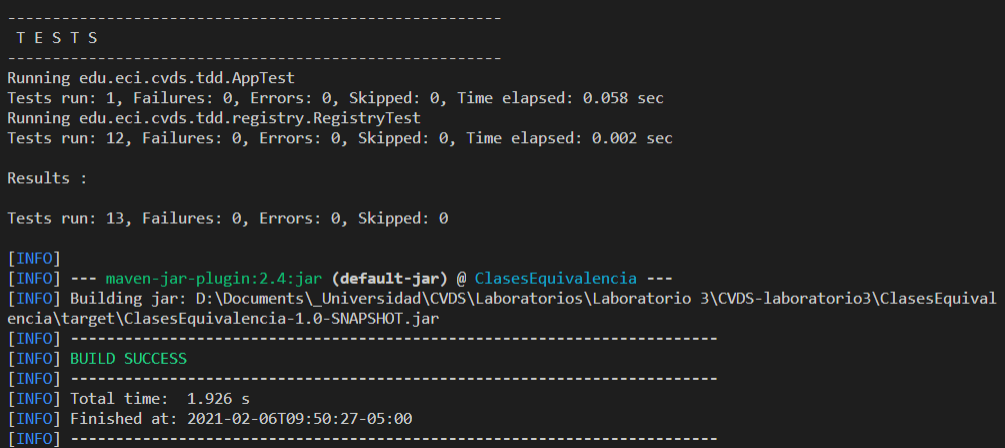 -------------------------------------------------------
 T E S T S
-------------------------------------------------------
Running edu.eci.cvds.tdd.AppTest
Tests run: 1, Failures: 0, Errors: 0, Skipped: 0, Time elapsed: 0.058 sec
Running edu.eci.cvds.tdd.registry.RegistryTest
Tests run: 12, Failures: 0, Errors: 0, Skipped: 0, Time elapsed: 0.002 sec

Results :

Tests run: 13, Failures: 0, Errors: 0, Skipped: 0

[INFO]
[INFO] --- maven-jar-plugin:2.4:jar (default-jar) @ ClasesEquivalencia ---
[INFO] Building jar: D:\Documents\_Universidad\CVDS\Laboratorios\Laboratorio 3\CVDS-laboratorio3\ClasesEquival
encia\target\ClasesEquivalencia-1.0-SNAPSHOT.jar
[INFO] ------------------------------------------------------------------------
[INFO] BUILD SUCCESS
[INFO] ------------------------------------------------------------------------
[INFO] Total time:  1.926 s
[INFO] Finished at: 2021-02-06T09:50:27-05:00
[INFO] ------------------------------------------------------------------------